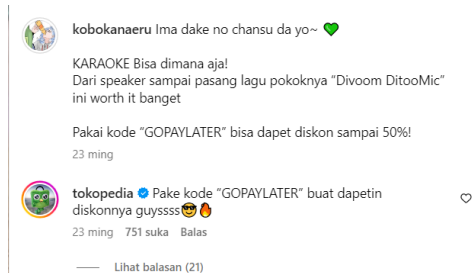 kobokanaeru Ima dake no chansu da yo~ 💚
KARAOKE Bisa dimana aja!
Dari speaker sampai pasang lagu pokoknya “Divoom DitooMic”
ini worth it banget
Pakai kode “GOPAYLATER” bisa dapet diskon sampai 50%!
23 ming
tokopedia Pake kode “GOPAYLATER” buat dapetin
diskonnya guyssss😎🔥
23 ming 751 suka Balas
Lihat balasan (21)